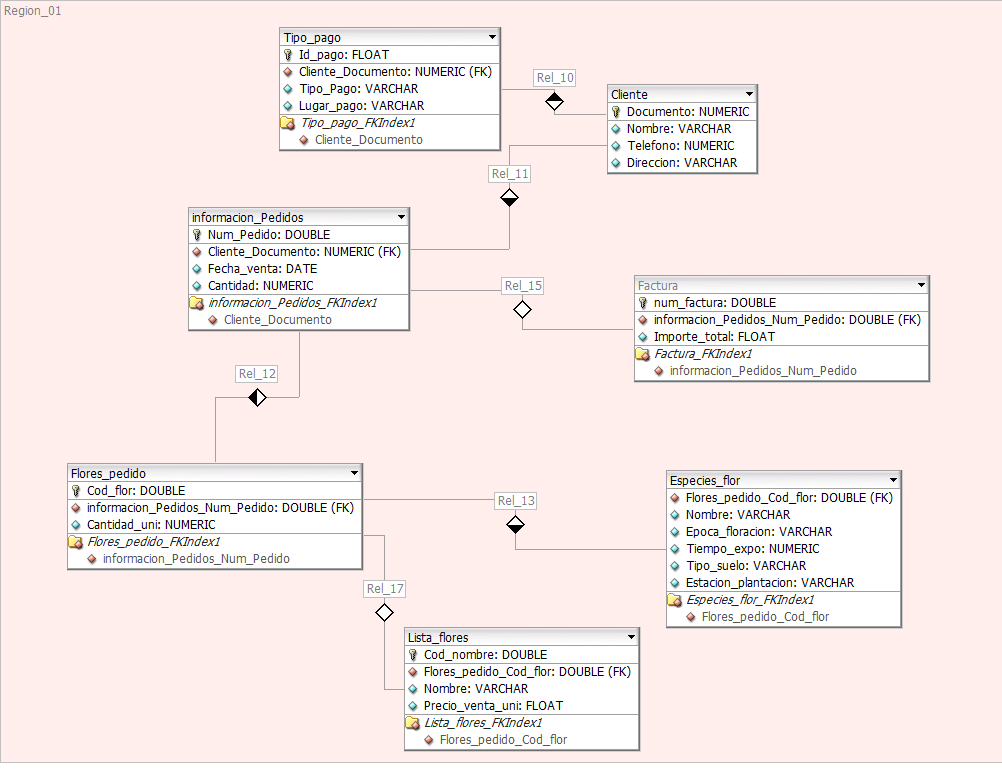 Region_01
Tipo_pago
Id_pago: FLOAT
Cliente_Documento: NUMERIC (FK)
Tipo_Pago: VARCHAR
Lugar_pago: VARCHAR
Tipo_pago_FKIndex1
Cliente_Documento
Rel_10
Cliente
Documento: NUMERIC
Nombre: VARCHAR
Telefono: NUMERIC
Direccion: VARCHAR
Rel_11
informacion_Pedidos
Num_Pedido: DOUBLE
Cliente_Documento: NUMERIC (FK)
Fecha_venta: DATE
Cantidad: NUMERIC
informacion_Pedidos_FKIndex1
Cliente_Documento
Rel_15
Factura
num_factura: DOUBLE
informacion_Pedidos_Num_Pedido: DOUBLE (FK)
Importe_total: FLOAT
Factura_FKIndex1
informacion_Pedidos_Num_Pedido
Rel_12
Flores_pedido
Cod_flor: DOUBLE
informacion_Pedidos_Num_Pedido: DOUBLE (FK)
Cantidad_uni: NUMERIC
Flores_pedido_FKIndex1
informacion_Pedidos_Num_Pedido
Rel_13
Especies_flor
Flores_pedido_Cod_flor: DOUBLE (FK)
Nombre: VARCHAR
Epoca_floracion: VARCHAR
Tiempo_expo: NUMERIC
Tipo_suelo: VARCHAR
Estacion_plantacion: VARCHAR
Especies_flor_FKIndex1
Flores_pedido_Cod_flor
Rel_17
Lista_flores
Cod_nombre: DOUBLE
Flores_pedido_Cod_flor: DOUBLE (FK)
Nombre: VARCHAR
Precio_venta_uni: FLOAT
Lista_flores_FKIndex1
Flores_pedido_Cod_flor